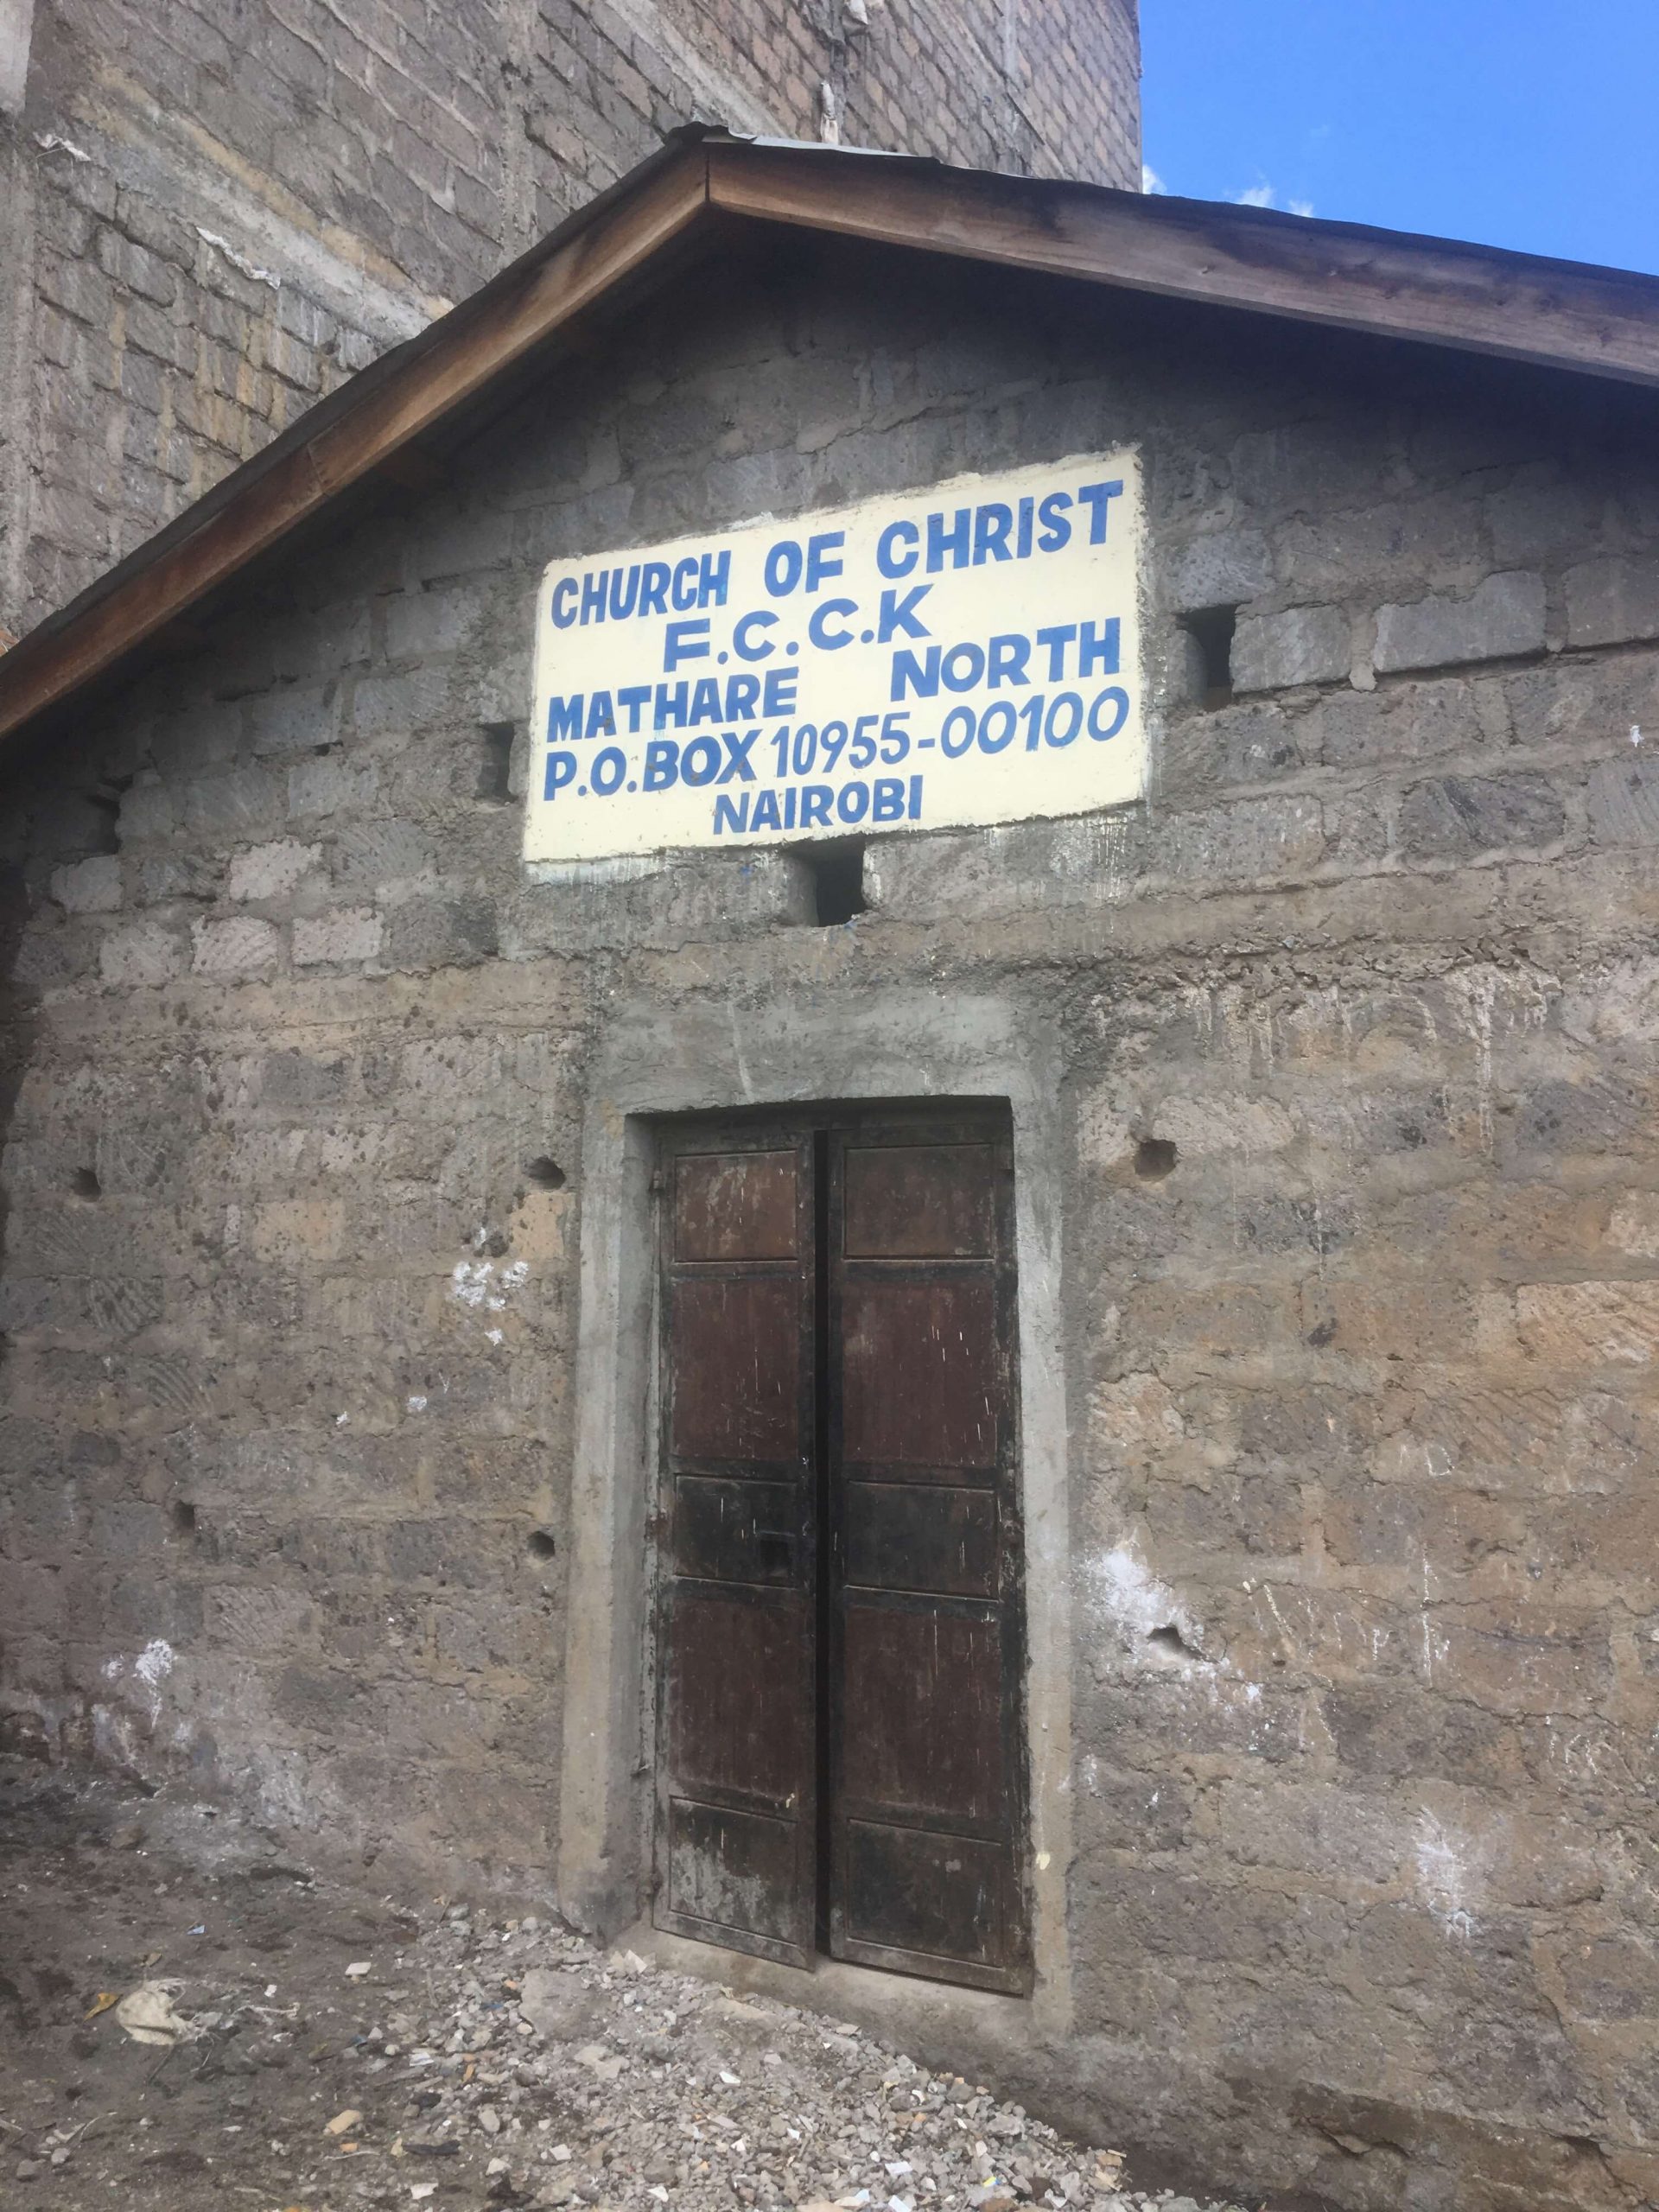 CHURCH OF CHRIST
F.C.C.K
MATHARE NORTH
P.O.BOX 10955-00100
NAIROBI